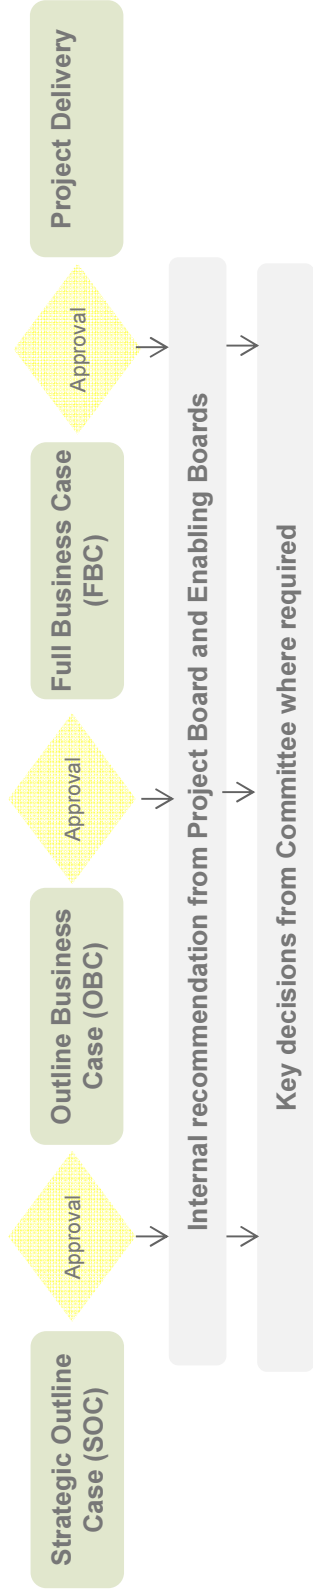 Strategic Outline
Case (SOC)
Approval
Outline Business
Case (OBC)
Approval
Full Business Case
(FBC)
Approval
Project Delivery
Internal recommendation from Project Board and Enabling Boards
Key decisions from Committee where required